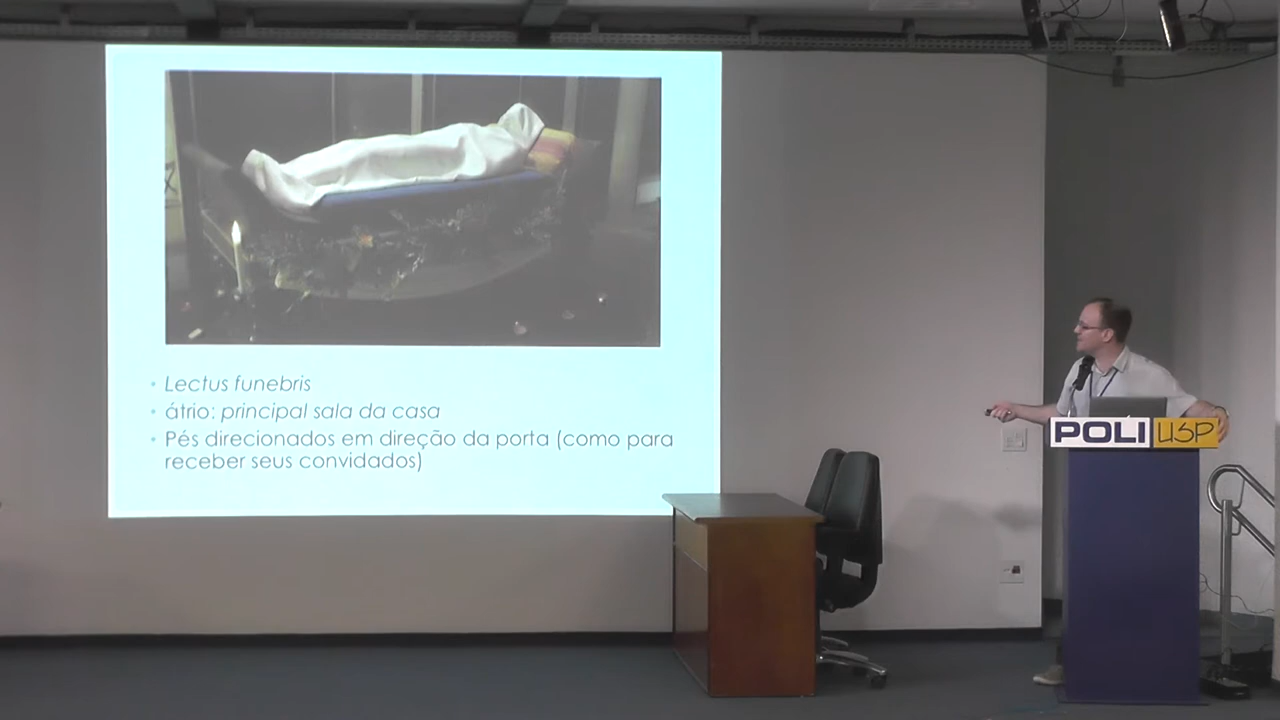 Lectus funebris
átrio: principal sala da casa
Pés direcionados em direção da porta (como para
receber seus convidados)
POLI USP